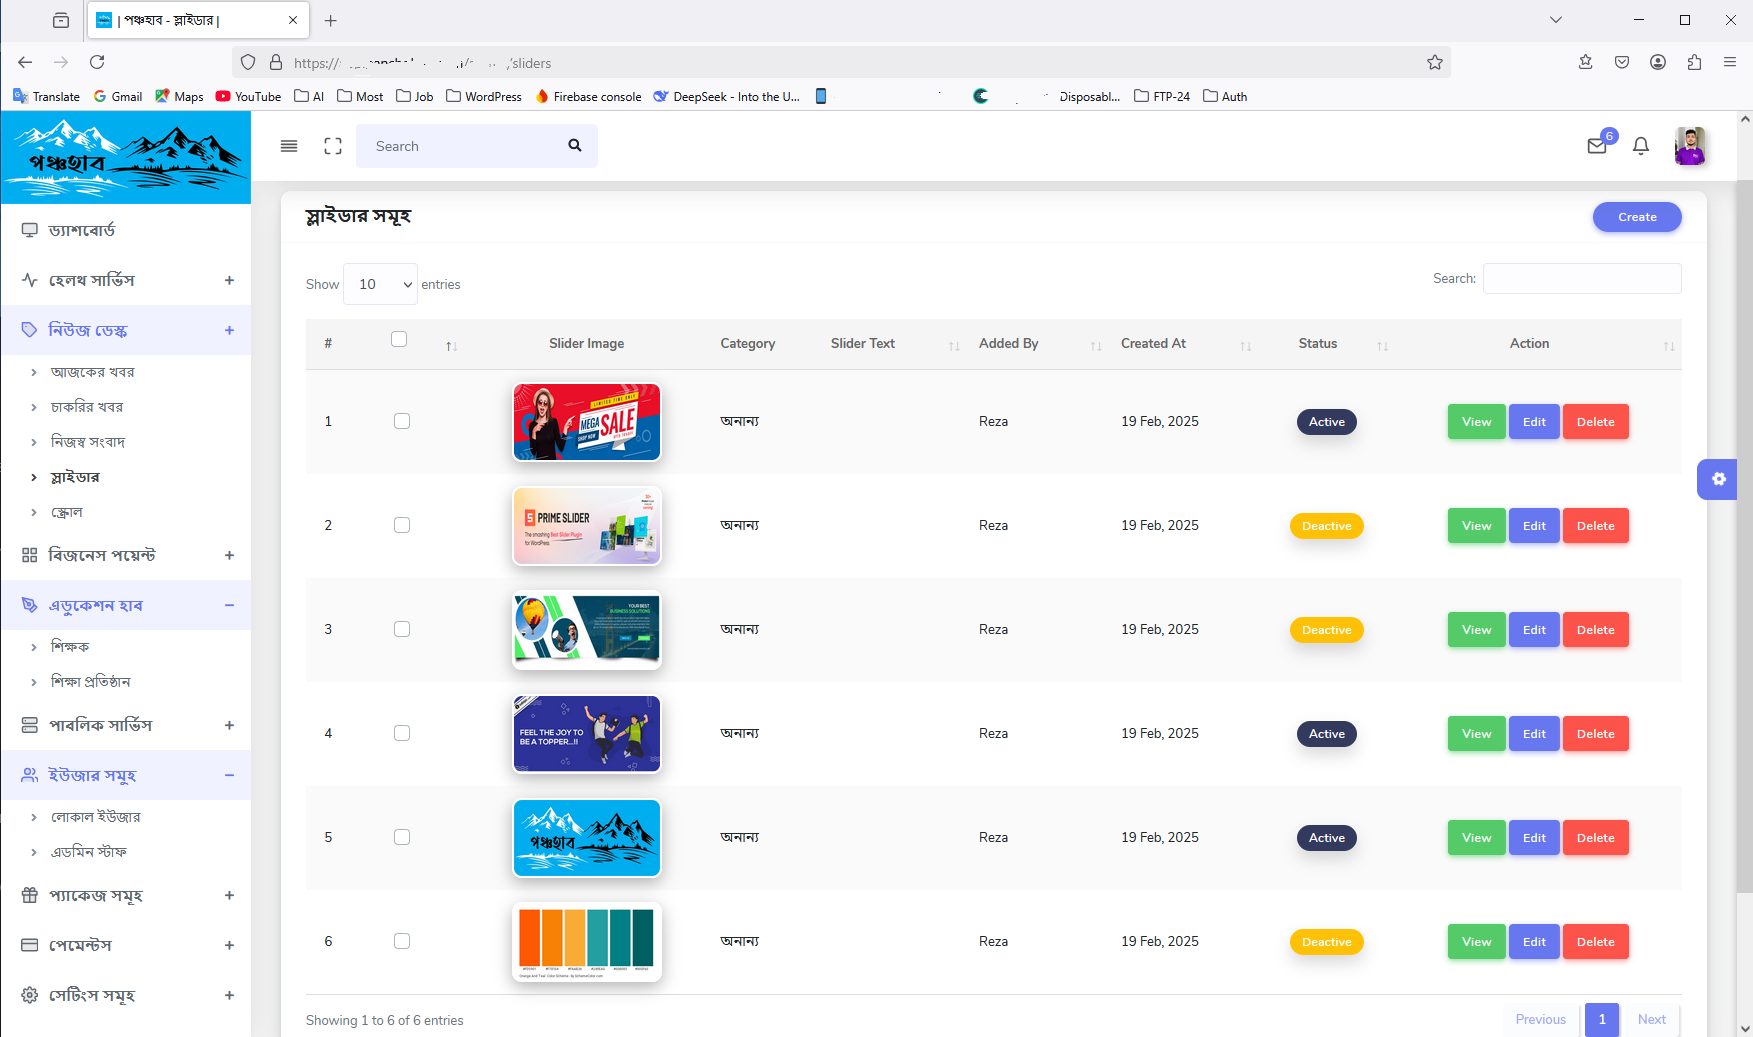 | পঞ্চহাব - স্লাইডার |
https://
/sliders
Translate Gmail Maps YouTube AI Most Job WordPress Firebase console DeepSeek - Into the U... Disposabl... FTP-24 Auth
পঞ্চহাব
Search
6
ড্যাশবোর্ড
হেলথ সার্ভিস +
নিউজ ডেস্ক +
আজকের খবর
চাকরির খবর
নিজস্ব সংবাদ
স্লাইডার
স্ক্রোল
বিজনেস পয়েন্ট +
এডুকেশন হাব −
শিক্ষক
শিক্ষা প্রতিষ্ঠান
পাবলিক সার্ভিস +
ইউজার সমুহ −
লোকাল ইউজার
এডমিন স্টাফ
প্যাকেজ সমূহ +
পেমেন্টস +
সেটিংস সমূহ +
স্লাইডার সমূহ
Create
Show 10 entries
Search:
# Slider Image Category Slider Text Added By Created At Status Action
1 অনান্য Reza 19 Feb, 2025 Active View Edit Delete
LIMITED TIME ONLY
MEGA SALE
SHOP NOW
2 অনান্য Reza 19 Feb, 2025 Deactive View Edit Delete
PRIME SLIDER
The smashing Best Slider Plugin
for WordPress
3 অনান্য Reza 19 Feb, 2025 Deactive View Edit Delete
YOUR BEST
BUSINESS SOLUTIONS
4 অনান্য Reza 19 Feb, 2025 Active View Edit Delete
FEEL THE JOY TO
BE A TOPPER...!!
5 অনান্য Reza 19 Feb, 2025 Active View Edit Delete
পঞ্চহাব
6 অনান্য Reza 19 Feb, 2025 Deactive View Edit Delete
Showing 1 to 6 of 6 entries
Previous 1 Next